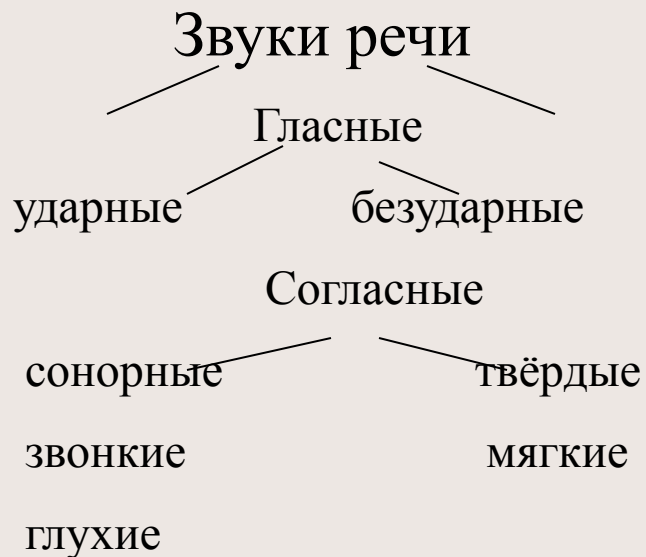 Звуки речи
Гласные
ударные безударные
Согласные
сонорные твёрдые
звонкие мягкие
глухие